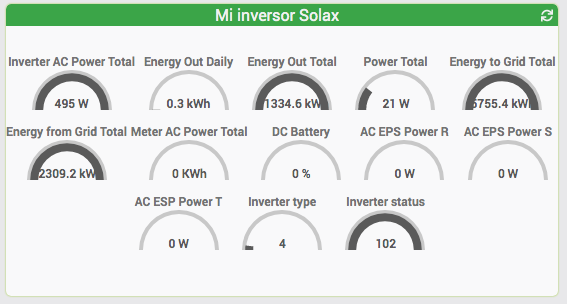 Mi inversor Solax
Inverter AC Power Total Energy Out Daily Energy Out Total Power Total Energy to Grid Total
495 W 0.3 kWh 1334.6 kW 21 W 5755.4 kW
Energy from Grid Total Meter AC Power Total DC Battery AC EPS Power R AC EPS Power S
2309.2 kW 0 KWh 0 % 0 W 0 W
AC ESP Power T Inverter type Inverter status
0 W 4 102